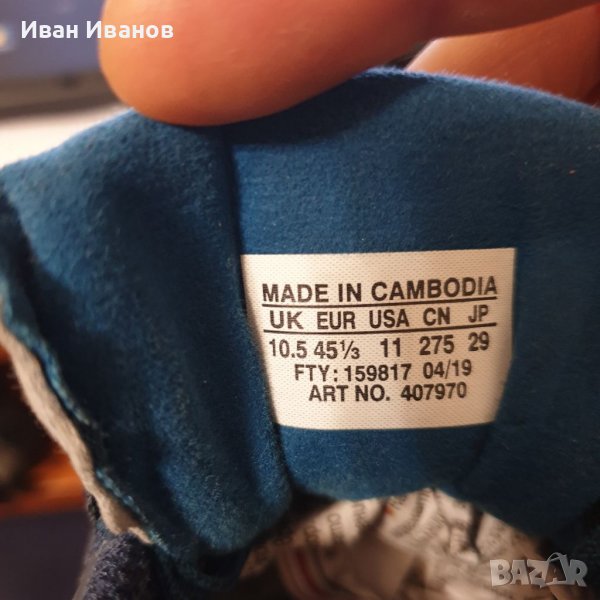 Иван Иванов
MADE IN CAMBODIA
UK EUR USA CN JP
10.5 45⅓ 11 275 29
FTY: 159817 04/19
ART NO. 407970
BAZAR